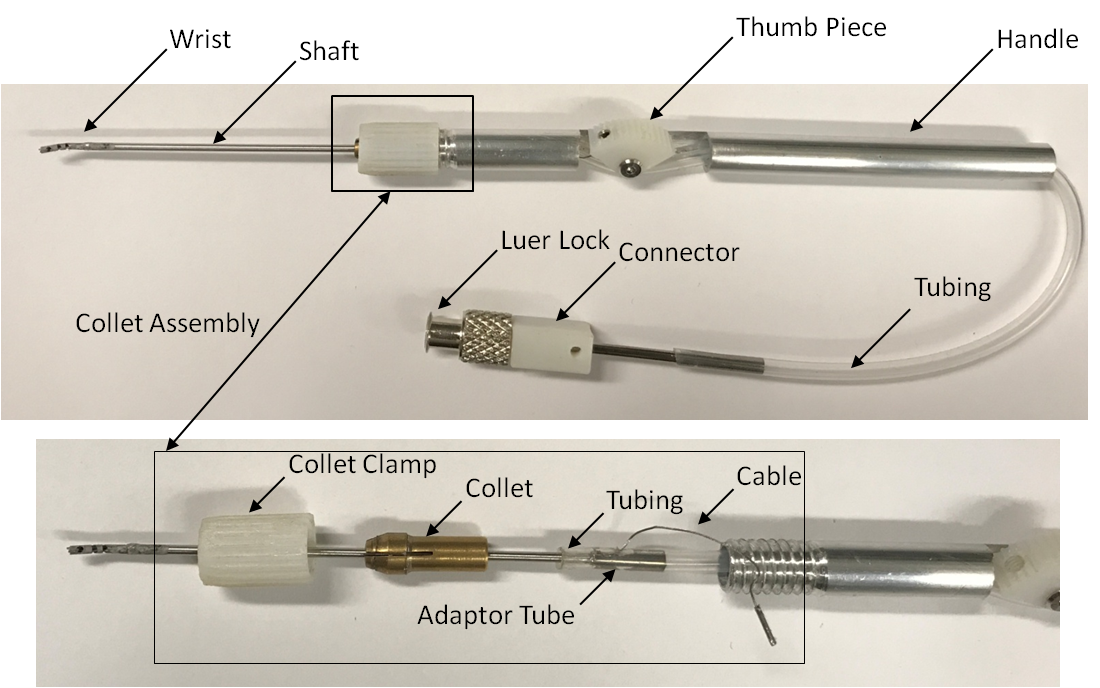 Wrist
Shaft
Thumb Piece
Handle
Luer Lock
Connector
Tubing
Collet Assembly
Collet Clamp
Collet
Tubing
Cable
Adaptor Tube